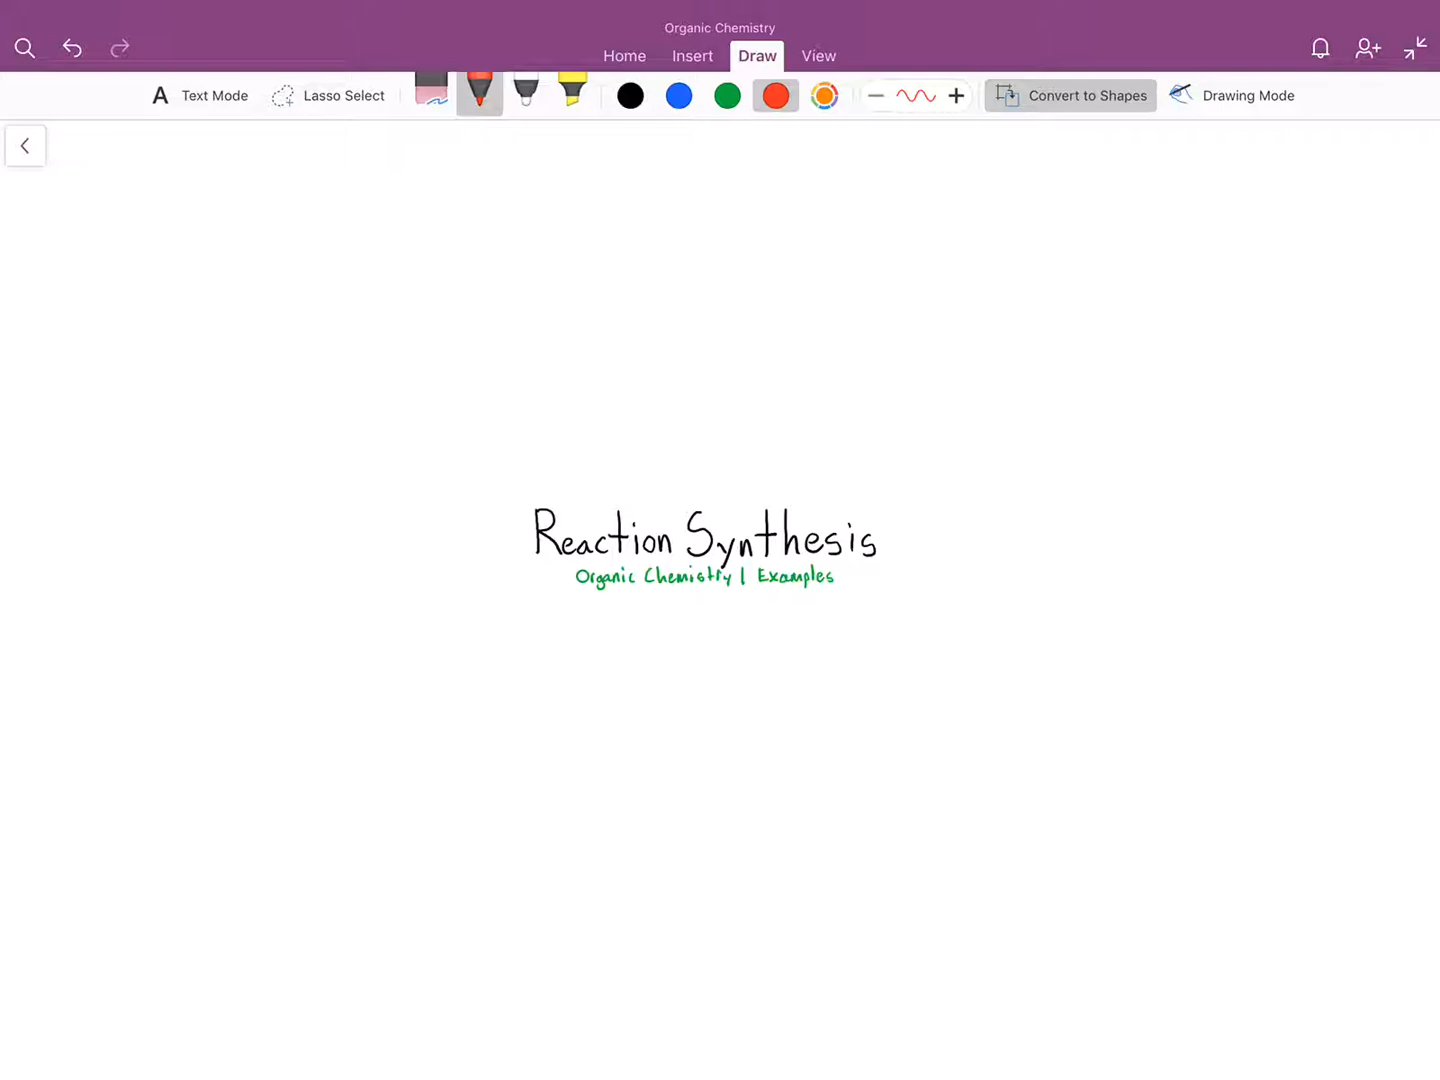 Organic Chemistry
Home Insert Draw View
A Text Mode Lasso Select Convert to Shapes Drawing Mode
Reaction Synthesis
Organic Chemistry | Examples